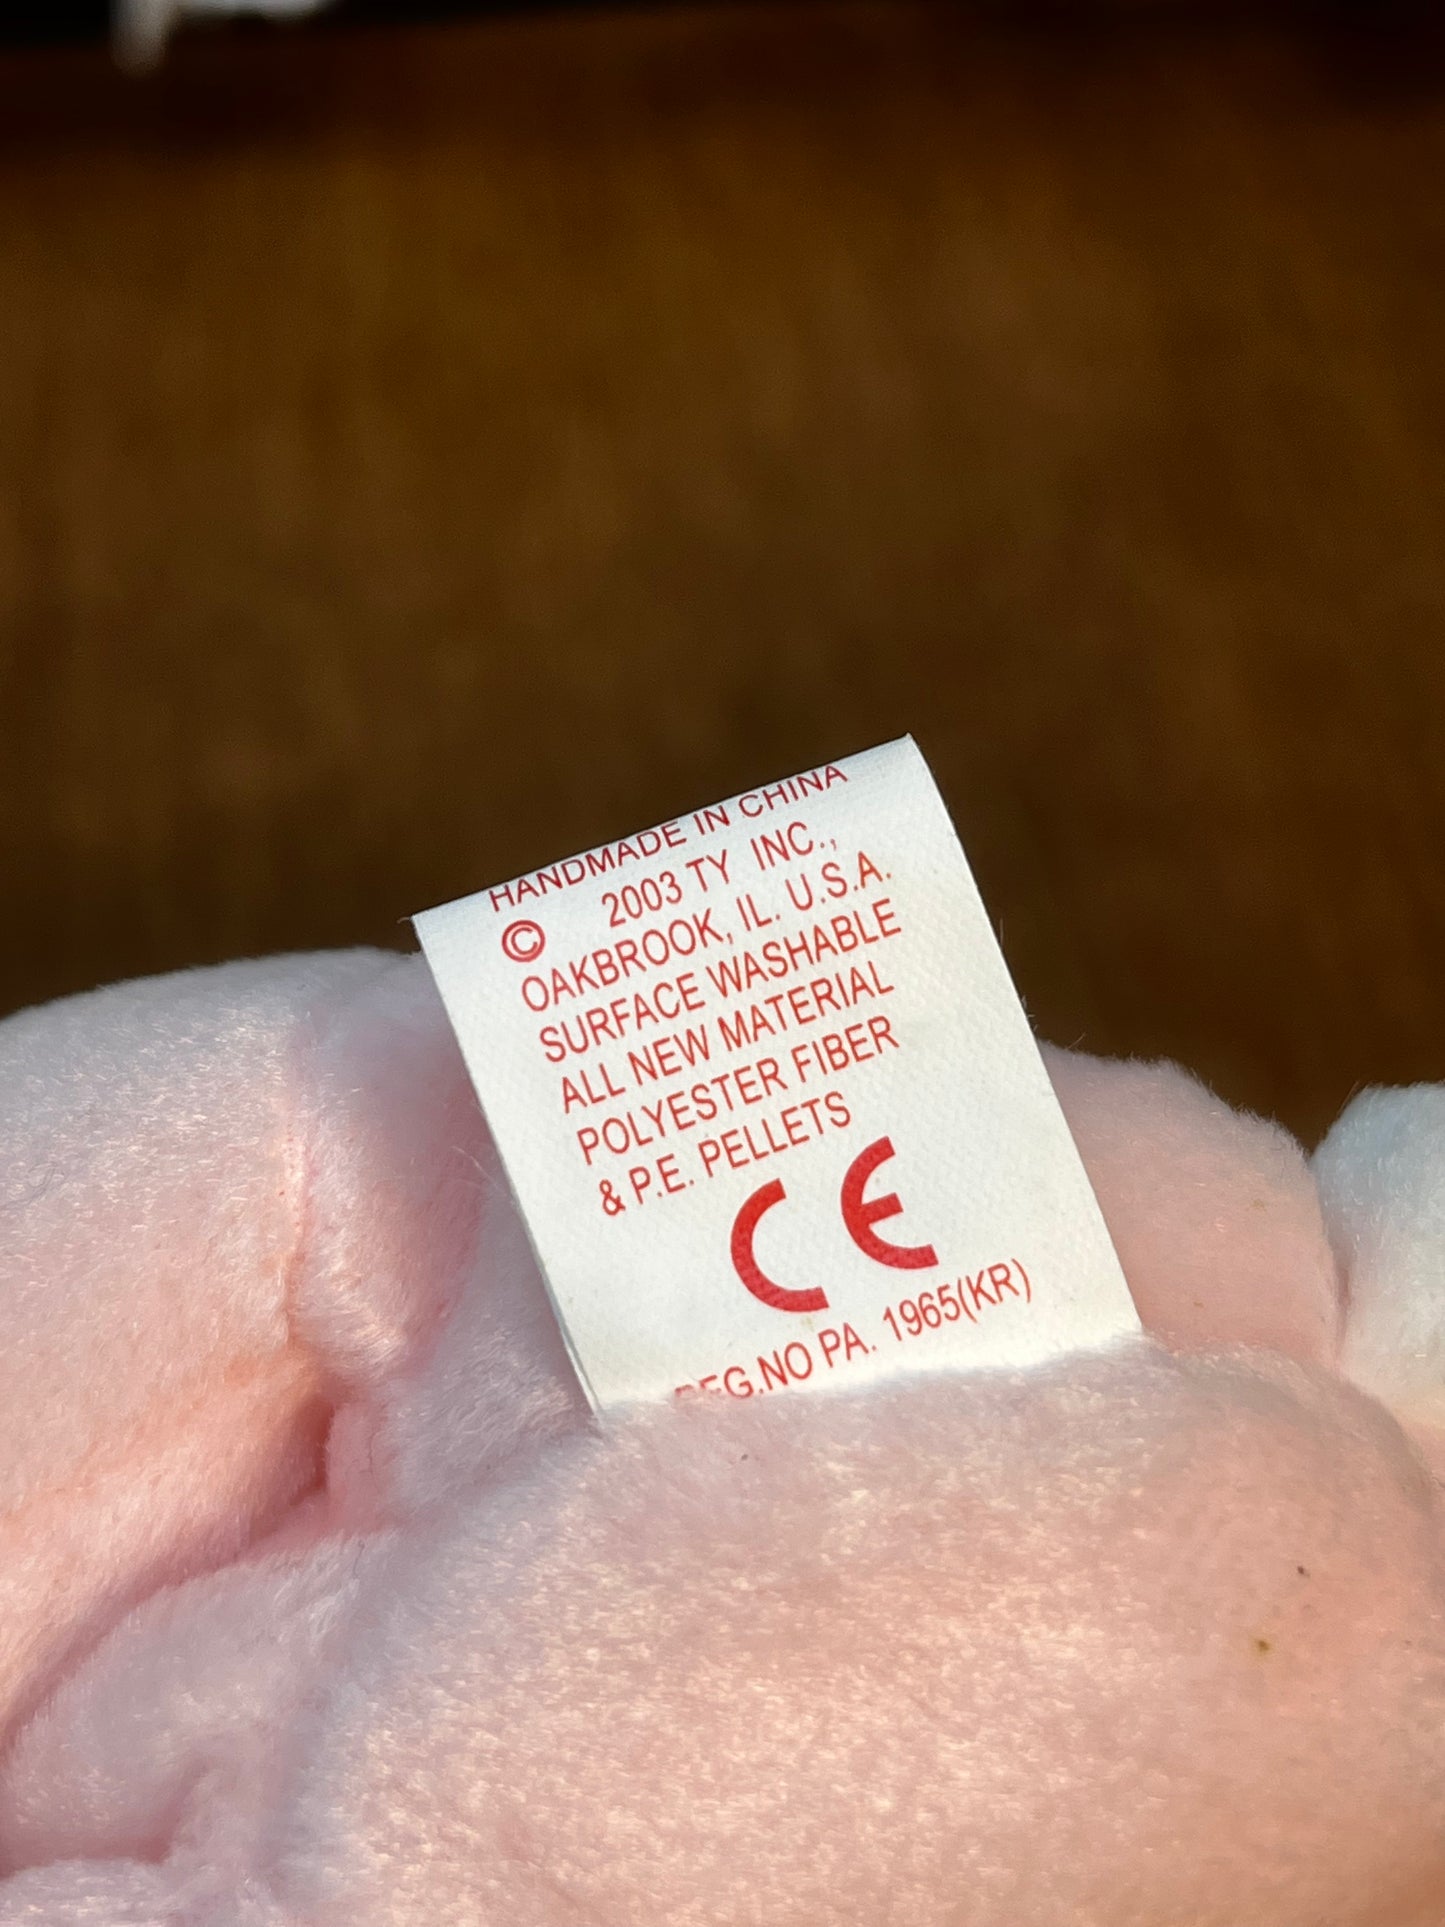 HANDMADE IN CHINA
© 2003 TY INC.,
OAKBROOK, IL. U.S.A.
SURFACE WASHABLE
ALL NEW MATERIAL
POLYESTER FIBER
& P.E. PELLETS
CE
REG.NO PA. 1965(KR)